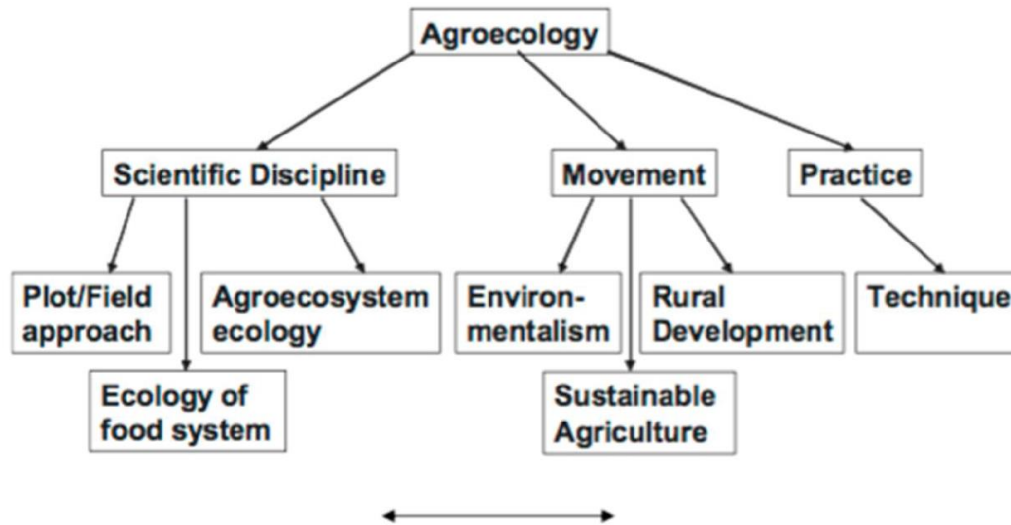 Agroecology
Scientific Discipline
Movement
Practice
Plot/Field
approach
Agroecosystem
ecology
Environ-
mentalism
Rural
Development
Technique
Ecology of
food system
Sustainable
Agriculture